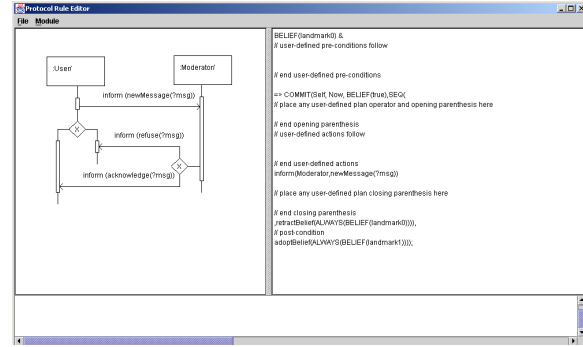 Protocol Rule Editor
File Module
:User/
:Moderator/
inform (newMessage(?msg))
X
inform (refuse(?msg))
X
inform (acknowledge(?msg))
BELIEF(landmark0) &
// user-defined pre-conditions follow
// end user-defined pre-conditions
=> COMMIT(Self, Now, BELIEF(true),SEQ(
// place any user-defined plan operator and opening parenthesis here
// end opening parenthesis
// user-defined actions follow
// end user-defined actions
inform(Moderator,newMessage(?msg))
// place any user-defined plan closing parenthesis here
// end closing parenthesis
,retractBelief(ALWAYS(BELIEF(landmark0)))),
// post-condition
adoptBelief(ALWAYS(BELIEF(landmark1))));